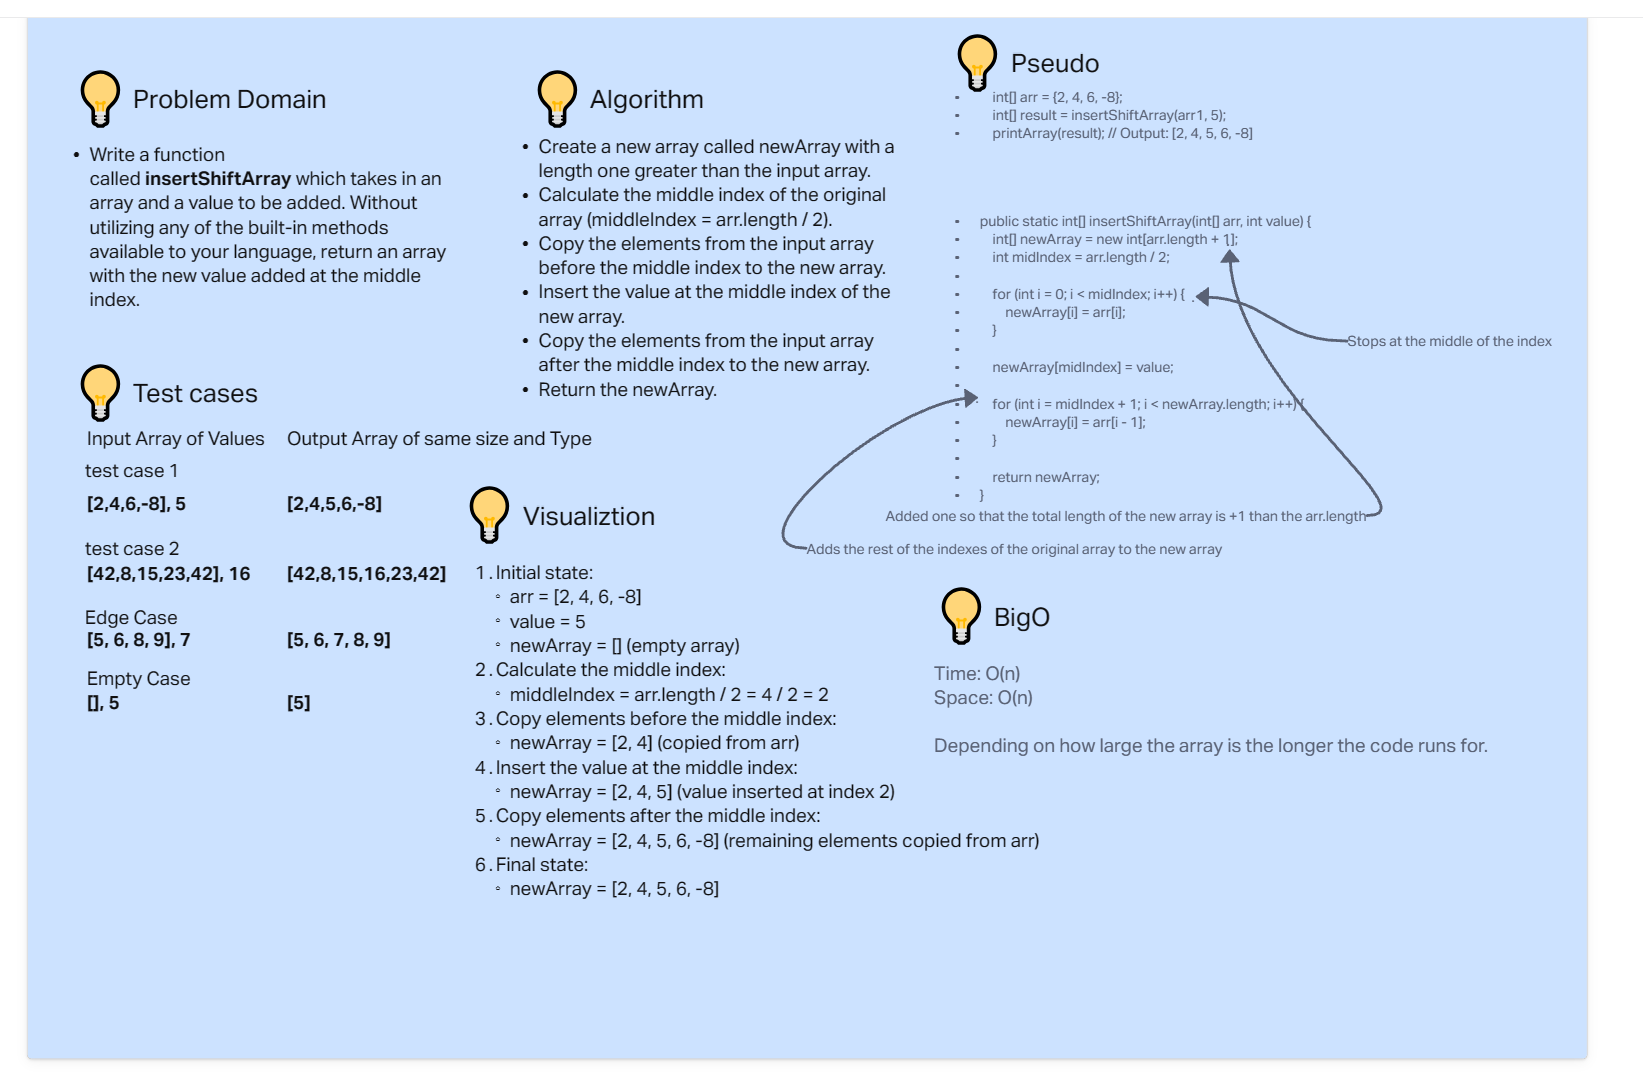 Problem Domain
• Write a function
called insertShiftArray which takes in an
array and a value to be added. Without
utilizing any of the built-in methods
available to your language, return an array
with the new value added at the middle
index.
Test cases
Input Array of Values Output Array of same size and Type
test case 1
[2,4,6,-8], 5 [2,4,5,6,-8]
test case 2
[42,8,15,23,42], 16 [42,8,15,16,23,42]
Edge Case
[5, 6, 8, 9], 7 [5, 6, 7, 8, 9]
Empty Case
[], 5 [5]
Algorithm
• Create a new array called newArray with a
length one greater than the input array.
• Calculate the middle index of the original
array (middleIndex = arr.length / 2).
• Copy the elements from the input array
before the middle index to the new array.
• Insert the value at the middle index of the
new array.
• Copy the elements from the input array
after the middle index to the new array.
• Return the newArray.
Visualiztion
1. Initial state:
◦ arr = [2, 4, 6, -8]
◦ value = 5
◦ newArray = [] (empty array)
2. Calculate the middle index:
◦ middleIndex = arr.length / 2 = 4 / 2 = 2
3. Copy elements before the middle index:
◦ newArray = [2, 4] (copied from arr)
4. Insert the value at the middle index:
◦ newArray = [2, 4, 5] (value inserted at index 2)
5. Copy elements after the middle index:
◦ newArray = [2, 4, 5, 6, -8] (remaining elements copied from arr)
6. Final state:
◦ newArray = [2, 4, 5, 6, -8]
Pseudo
• int[] arr = {2, 4, 6, -8};
• int[] result = insertShiftArray(arr1, 5);
• printArray(result); // Output: [2, 4, 5, 6, -8]
• public static int[] insertShiftArray(int[] arr, int value) {
• int[] newArray = new int[arr.length + 1];
• int midIndex = arr.length / 2;
•
• for (int i = 0; i < midIndex; i++) {
• newArray[i] = arr[i];
• }
•
• newArray[midIndex] = value;
•
• for (int i = midIndex + 1; i < newArray.length; i++) {
• newArray[i] = arr[i - 1];
• }
•
• return newArray;
• }
Stops at the middle of the index
Added one so that the total length of the new array is +1 than the arr.length
Adds the rest of the indexes of the original array to the new array
BigO
Time: O(n)
Space: O(n)
Depending on how large the array is the longer the code runs for.